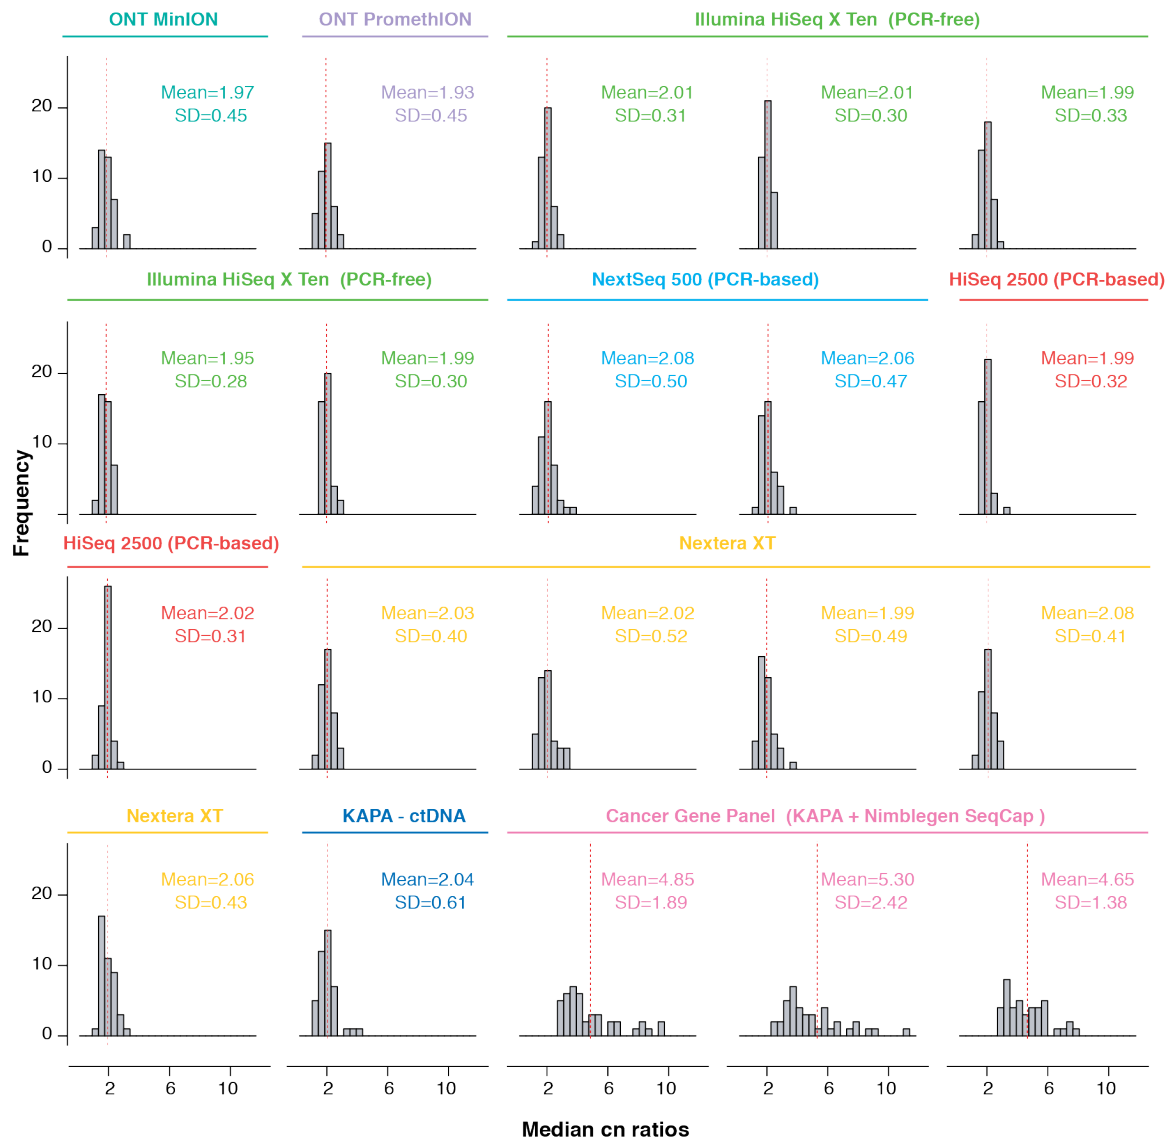 ONT MinION
ONT PromethION
Illumina HiSeq X Ten (PCR-free)
Mean=1.97
SD=0.45
Mean=1.93
SD=0.45
Mean=2.01
SD=0.31
Mean=2.01
SD=0.30
Mean=1.99
SD=0.33
20
10
0
Illumina HiSeq X Ten (PCR-free)
NextSeq 500 (PCR-based)
HiSeq 2500 (PCR-based)
Mean=1.95
SD=0.28
Mean=1.99
SD=0.30
Mean=2.08
SD=0.50
Mean=2.06
SD=0.47
Mean=1.99
SD=0.32
20
10
Frequency
HiSeq 2500 (PCR-based)
Nextera XT
Mean=2.02
SD=0.31
Mean=2.03
SD=0.40
Mean=2.02
SD=0.52
Mean=1.99
SD=0.49
Mean=2.08
SD=0.41
20
10
0
Nextera XT
KAPA - ctDNA
Cancer Gene Panel (KAPA + Nimblegen SeqCap )
Mean=2.06
SD=0.43
Mean=2.04
SD=0.61
Mean=4.85
SD=1.89
Mean=5.30
SD=2.42
Mean=4.65
SD=1.38
20
10
0
2 6 10
2 6 10
2 6 10
2 6 10
2 6 10
Median cn ratios